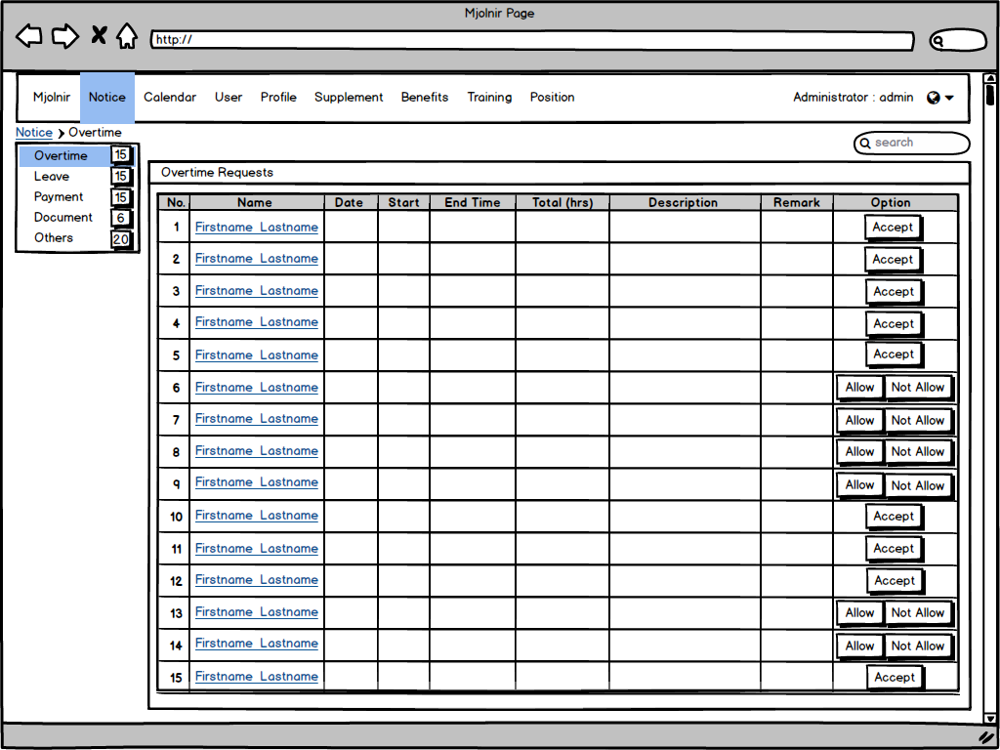 Mjolnir Page
http://
Mjolnir Notice Calendar User Profile Supplement Benefits Training Position Administrator : admin
Notice Overtime
search
Overtime 15
Leave 15
Payment 15
Document 6
Others 20
Overtime Requests
No. Name Date Start End Time Total (hrs) Description Remark Option
1 Firstname Lastname Accept
2 Firstname Lastname Accept
3 Firstname Lastname Accept
4 Firstname Lastname Accept
5 Firstname Lastname Accept
6 Firstname Lastname Allow Not Allow
7 Firstname Lastname Allow Not Allow
8 Firstname Lastname Allow Not Allow
9 Firstname Lastname Allow Not Allow
10 Firstname Lastname Accept
11 Firstname Lastname Accept
12 Firstname Lastname Accept
13 Firstname Lastname Allow Not Allow
14 Firstname Lastname Allow Not Allow
15 Firstname Lastname Accept